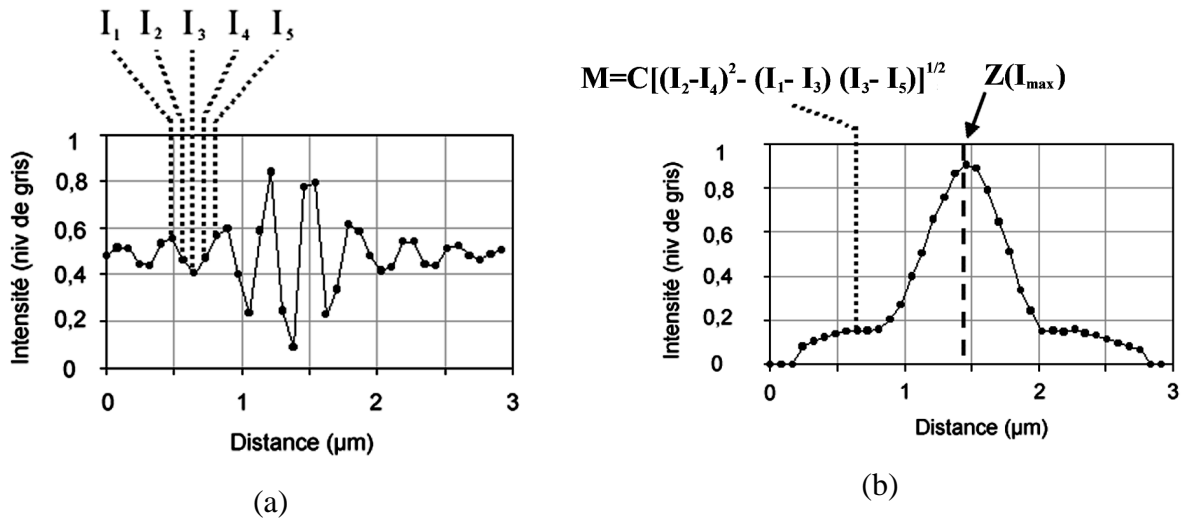 I₁ I₂ I₃ I₄ I₅
Intensité (niv de gris)
1
0,8
0,6
0,4
0,2
0
0 1 2 3
Distance (µm)
(a)
M=C[(I₂-I₄)²- (I₁- I₃) (I₃- I₅)]¹ᐟ² Z(Iₘₐₓ)
Intensité (niv de gris)
1
0,8
0,6
0,4
0,2
0
0 1 2 3
Distance (µm)
(b)